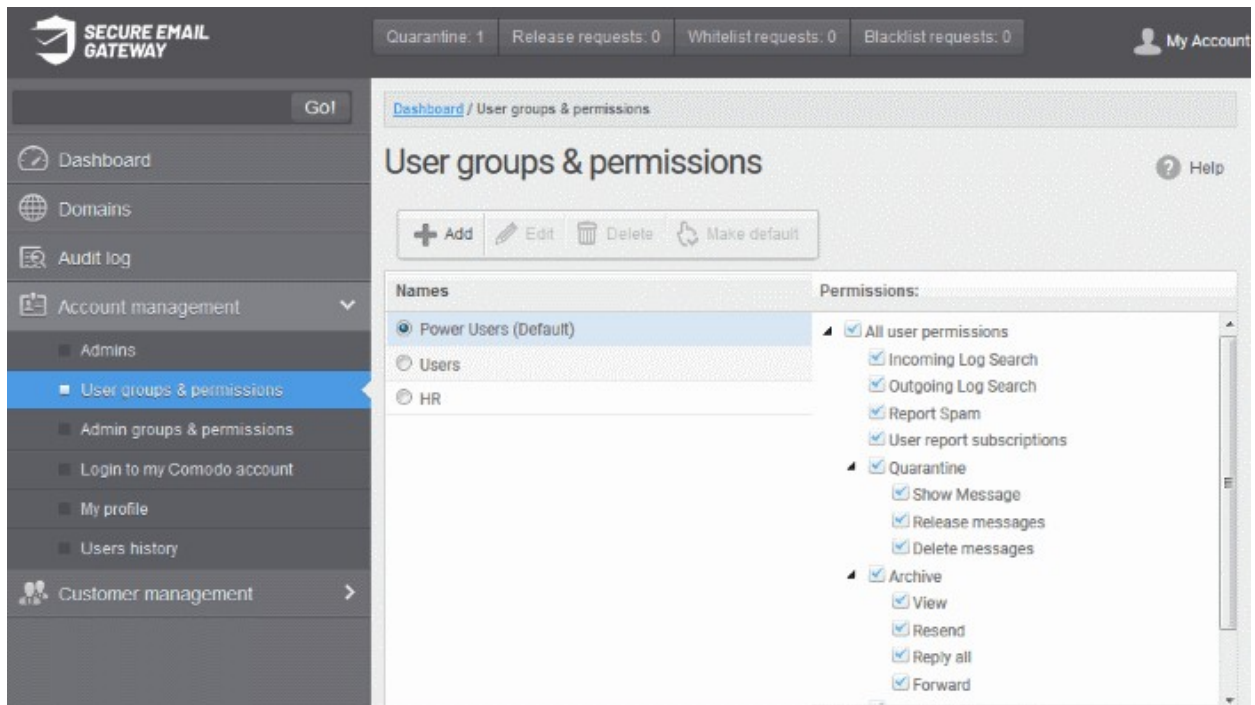 SECURE EMAIL
GATEWAY
Quarantine: 1 Release requests: 0 Whitelist requests: 0 Blacklist requests: 0
My Account
Go!
Dashboard
Domains
Audit log
Account management
Admins
User groups & permissions
Admin groups & permissions
Login to my Comodo account
My profile
Users history
Customer management
Dashboard / User groups & permissions
User groups & permissions
Help
Add Edit Delete Make default
Names
Power Users (Default)
Users
HR
Permissions:
All user permissions
Incoming Log Search
Outgoing Log Search
Report Spam
User report subscriptions
Quarantine
Show Message
Release messages
Delete messages
Archive
View
Resend
Reply all
Forward